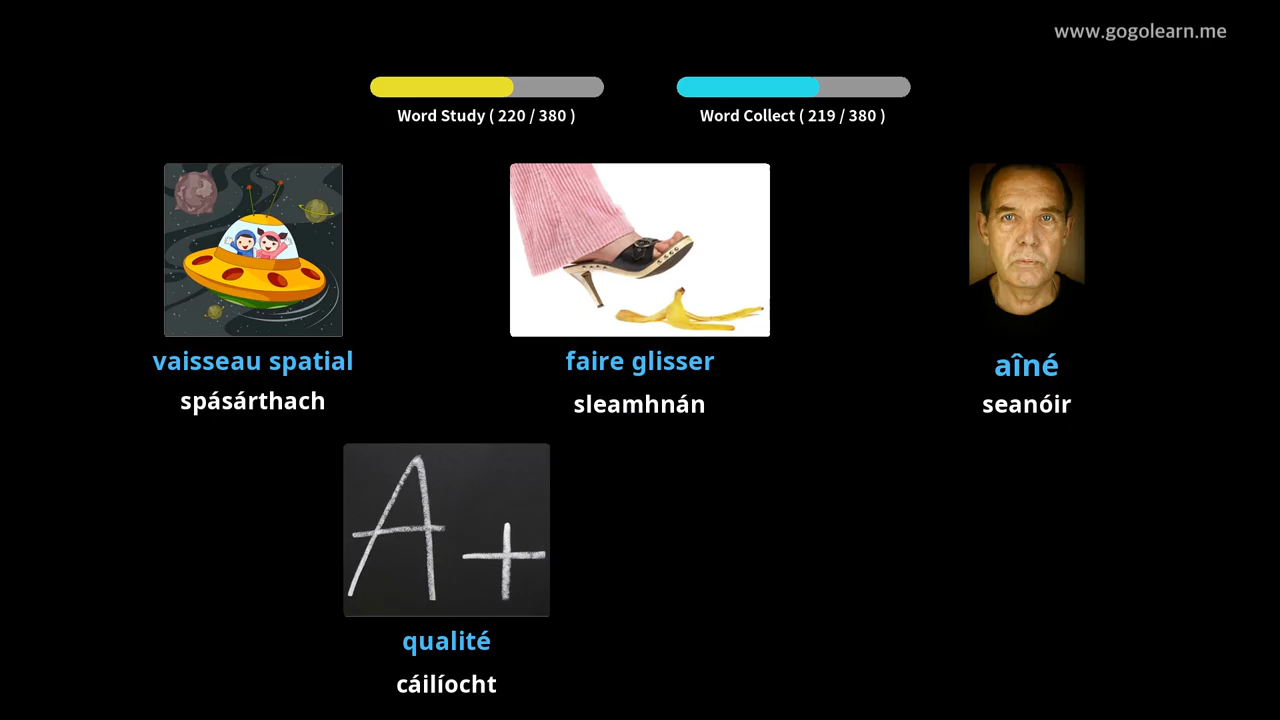 www.gogolearn.me
Word Study ( 220 / 380 )
Word Collect ( 219 / 380 )
vaisseau spatial
spásárthach
faire glisser
sleamhnán
aîné
seanóir
A+
qualité
cáilíocht